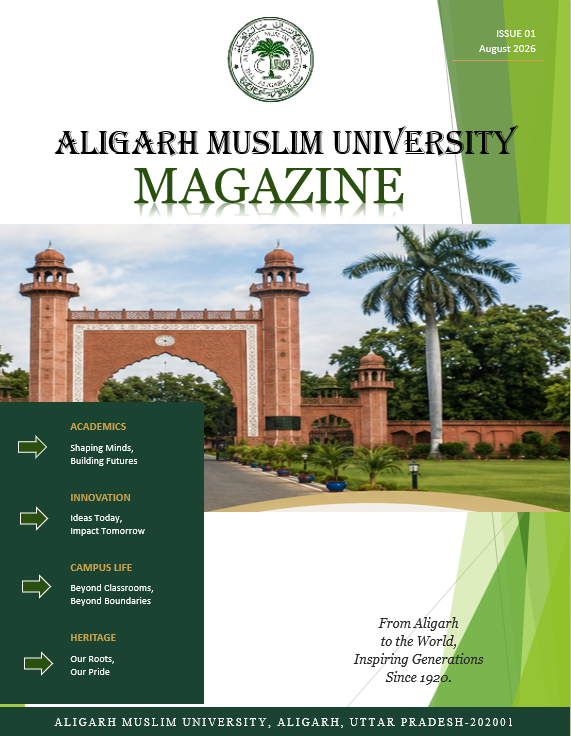 ISSUE 01
August 2026
ALIGARH MUSLIM UNIVERSITY
MAGAZINE
ACADEMICS
Shaping Minds,
Building Futures
INNOVATION
Ideas Today,
Impact Tomorrow
CAMPUS LIFE
Beyond Classrooms,
Beyond Boundaries
HERITAGE
Our Roots,
Our Pride
From Aligarh
to the World,
Inspiring Generations
Since 1920.
ALIGARH MUSLIM UNIVERSITY, ALIGARH, UTTAR PRADESH-202001